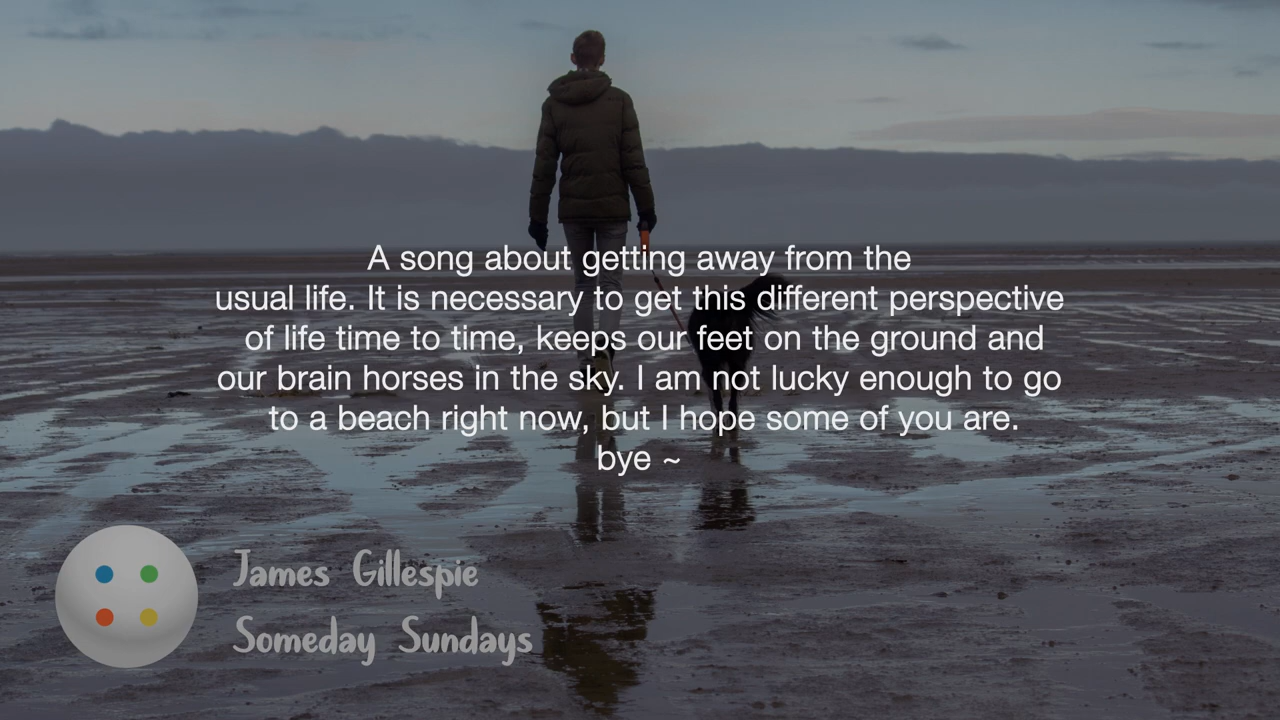 A song about getting away from the
usual life. It is necessary to get this different perspective
of life time to time, keeps our feet on the ground and
our brain horses in the sky. I am not lucky enough to go
to a beach right now, but I hope some of you are.
bye ~
James Gillespie
Someday Sundays